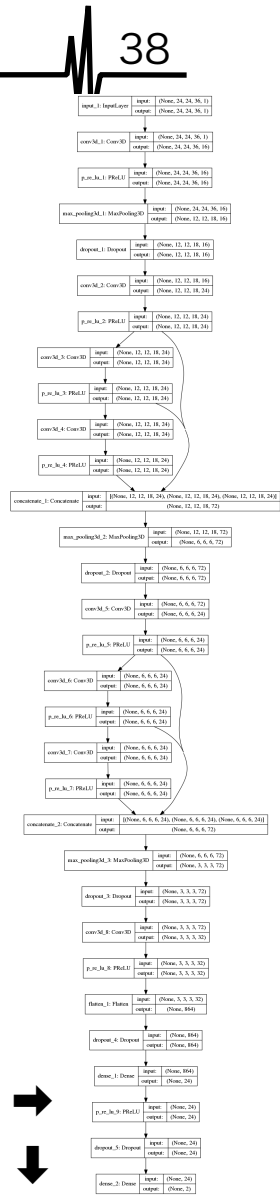 38
input_1: InputLayer input: (None, 24, 24, 36, 1)
output: (None, 24, 24, 36, 1)
conv3d_1: Conv3D input: (None, 24, 24, 36, 1)
output: (None, 24, 24, 36, 16)
p_re_lu_1: PReLU input: (None, 24, 24, 36, 16)
output: (None, 24, 24, 36, 16)
max_pooling3d_1: MaxPooling3D input: (None, 24, 24, 36, 16)
output: (None, 12, 12, 18, 16)
dropout_1: Dropout input: (None, 12, 12, 18, 16)
output: (None, 12, 12, 18, 16)
conv3d_2: Conv3D input: (None, 12, 12, 18, 16)
output: (None, 12, 12, 18, 24)
p_re_lu_2: PReLU input: (None, 12, 12, 18, 24)
output: (None, 12, 12, 18, 24)
conv3d_3: Conv3D input: (None, 12, 12, 18, 24)
output: (None, 12, 12, 18, 24)
p_re_lu_3: PReLU input: (None, 12, 12, 18, 24)
output: (None, 12, 12, 18, 24)
conv3d_4: Conv3D input: (None, 12, 12, 18, 24)
output: (None, 12, 12, 18, 24)
p_re_lu_4: PReLU input: (None, 12, 12, 18, 24)
output: (None, 12, 12, 18, 24)
concatenate_1: Concatenate input: [(None, 12, 12, 18, 24), (None, 12, 12, 18, 24), (None, 12, 12, 18, 24)]
output: (None, 12, 12, 18, 72)
max_pooling3d_2: MaxPooling3D input: (None, 12, 12, 18, 72)
output: (None, 6, 6, 6, 72)
dropout_2: Dropout input: (None, 6, 6, 6, 72)
output: (None, 6, 6, 6, 72)
conv3d_5: Conv3D input: (None, 6, 6, 6, 72)
output: (None, 6, 6, 6, 24)
p_re_lu_5: PReLU input: (None, 6, 6, 6, 24)
output: (None, 6, 6, 6, 24)
conv3d_6: Conv3D input: (None, 6, 6, 6, 24)
output: (None, 6, 6, 6, 24)
p_re_lu_6: PReLU input: (None, 6, 6, 6, 24)
output: (None, 6, 6, 6, 24)
conv3d_7: Conv3D input: (None, 6, 6, 6, 24)
output: (None, 6, 6, 6, 24)
p_re_lu_7: PReLU input: (None, 6, 6, 6, 24)
output: (None, 6, 6, 6, 24)
concatenate_2: Concatenate input: [(None, 6, 6, 6, 24), (None, 6, 6, 6, 24), (None, 6, 6, 6, 24)]
output: (None, 6, 6, 6, 72)
max_pooling3d_3: MaxPooling3D input: (None, 6, 6, 6, 72)
output: (None, 3, 3, 3, 72)
dropout_3: Dropout input: (None, 3, 3, 3, 72)
output: (None, 3, 3, 3, 72)
conv3d_8: Conv3D input: (None, 3, 3, 3, 72)
output: (None, 3, 3, 3, 32)
p_re_lu_8: PReLU input: (None, 3, 3, 3, 32)
output: (None, 3, 3, 3, 32)
flatten_1: Flatten input: (None, 3, 3, 3, 32)
output: (None, 864)
dropout_4: Dropout input: (None, 864)
output: (None, 864)
dense_1: Dense input: (None, 864)
output: (None, 24)
p_re_lu_9: PReLU input: (None, 24)
output: (None, 24)
dropout_5: Dropout input: (None, 24)
output: (None, 24)
dense_2: Dense input: (None, 24)
output: (None, 2)